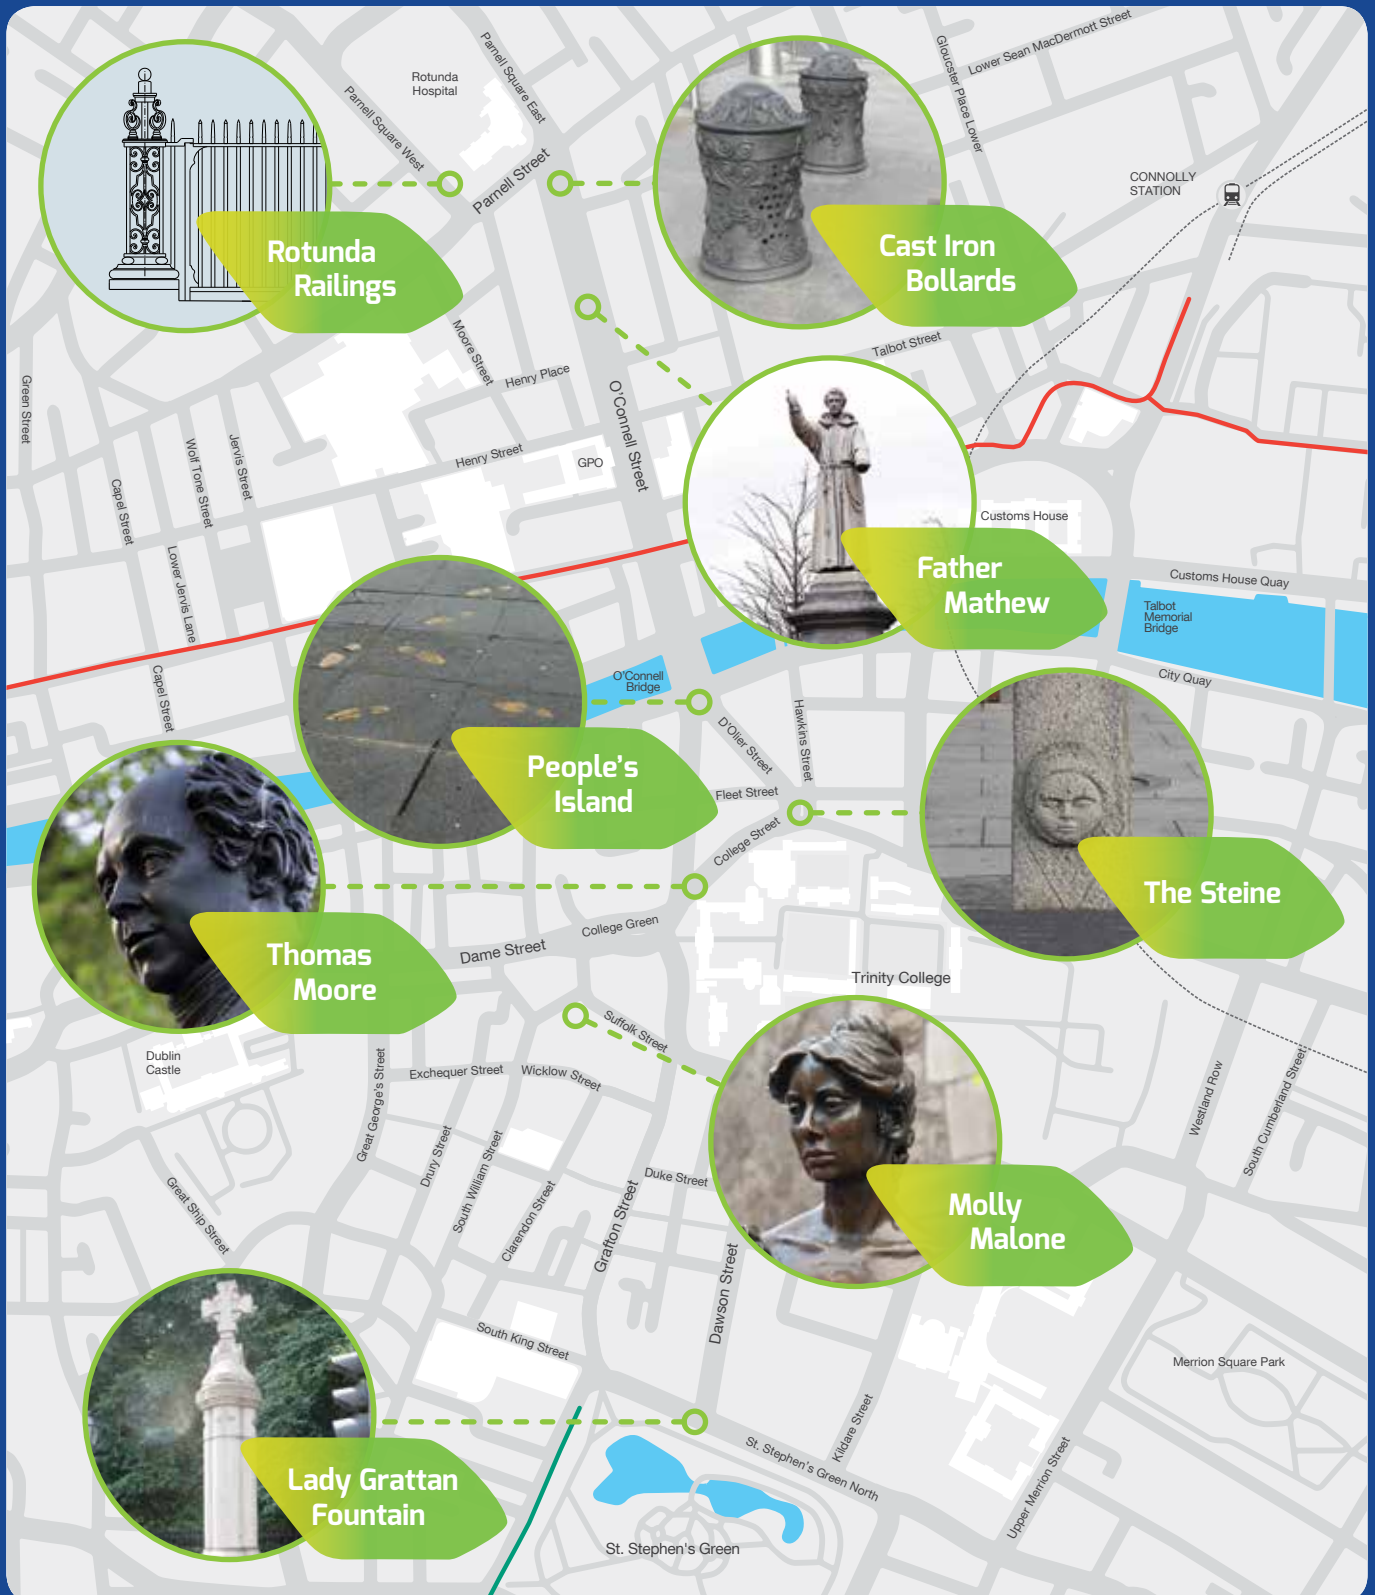 Parnell Square East
Gloucster Place Lower
Lower Sean MacDermott Street
Rotunda
Hospital
Parnell Square West
Parnell Street
CONNOLLY
STATION
Rotunda
Railings
Cast Iron
Bollards
Moore Street
Talbot Street
Henry Place
Green Street
O'Connell Street
Henry Street
GPO
Jervis Street
Wolf Tone Street
Capel Street
Customs House
Lower Jervis Lane
Father
Mathew
Customs House Quay
Talbot
Memorial
Bridge
City Quay
Capel Street
O'Connell
Bridge
Hawkins Street
D'Olier Street
People's
Island
Fleet Street
College Street
The Steine
College Green
Dame Street
Thomas
Moore
Trinity College
Suffolk Street
Dublin
Castle
Exchequer Street
Wicklow Street
Great George's Street
Westland Row
South Cumberland Street
Drury Street
South William Street
Clarendon Street
Duke Street
Grafton Street
Great Ship Street
Molly
Malone
Dawson Street
South King Street
Merrion Square Park
Kildare Street
St. Stephen's Green North
Upper Merrion Street
Lady Grattan
Fountain
St. Stephen's Green